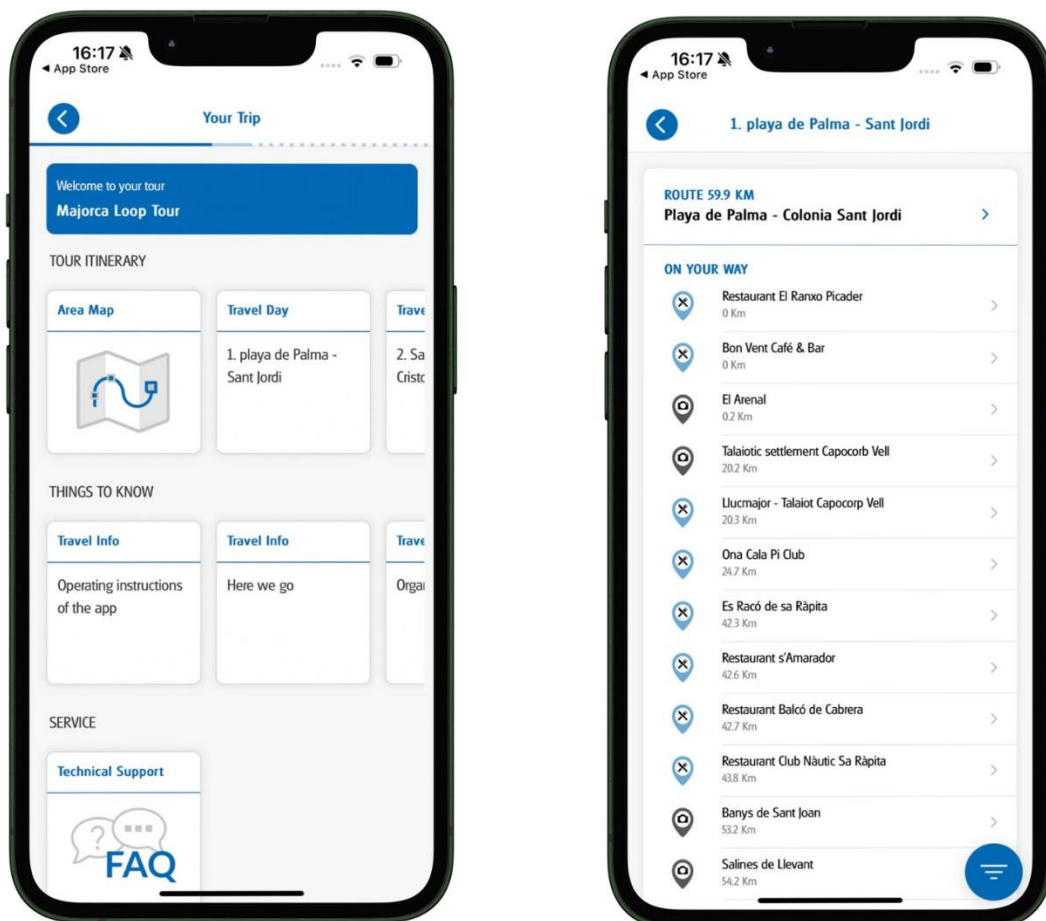 16:17
◀ App Store
Your Trip
Welcome to your tour
Majorca Loop Tour
TOUR ITINERARY
Area Map
Travel Day
Trave
1. playa de Palma -
Sant Jordi
2. Sa
Cristo
THINGS TO KNOW
Travel Info
Travel Info
Trave
Operating instructions
of the app
Here we go
Organ
SERVICE
Technical Support
?
FAQ
16:17
◀ App Store
1. playa de Palma - Sant Jordi
ROUTE 59.9 KM
Playa de Palma - Colonia Sant Jordi
ON YOUR WAY
Restaurant El Ranxo Picader
0 Km
Bon Vent Café & Bar
0 Km
El Arenal
0.2 Km
Talaiotic settlement Capocorb Vell
20.2 Km
Llucmajor - Talaiot Capocorp Vell
20.3 Km
Ona Cala Pi Club
24.7 Km
Es Racó de sa Ràpita
42.3 Km
Restaurant s'Amarador
42.6 Km
Restaurant Balcó de Cabrera
42.7 Km
Restaurant Club Nàutic Sa Ràpita
43.8 Km
Banys de Sant Joan
53.2 Km
Salines de Llevant
54.2 Km